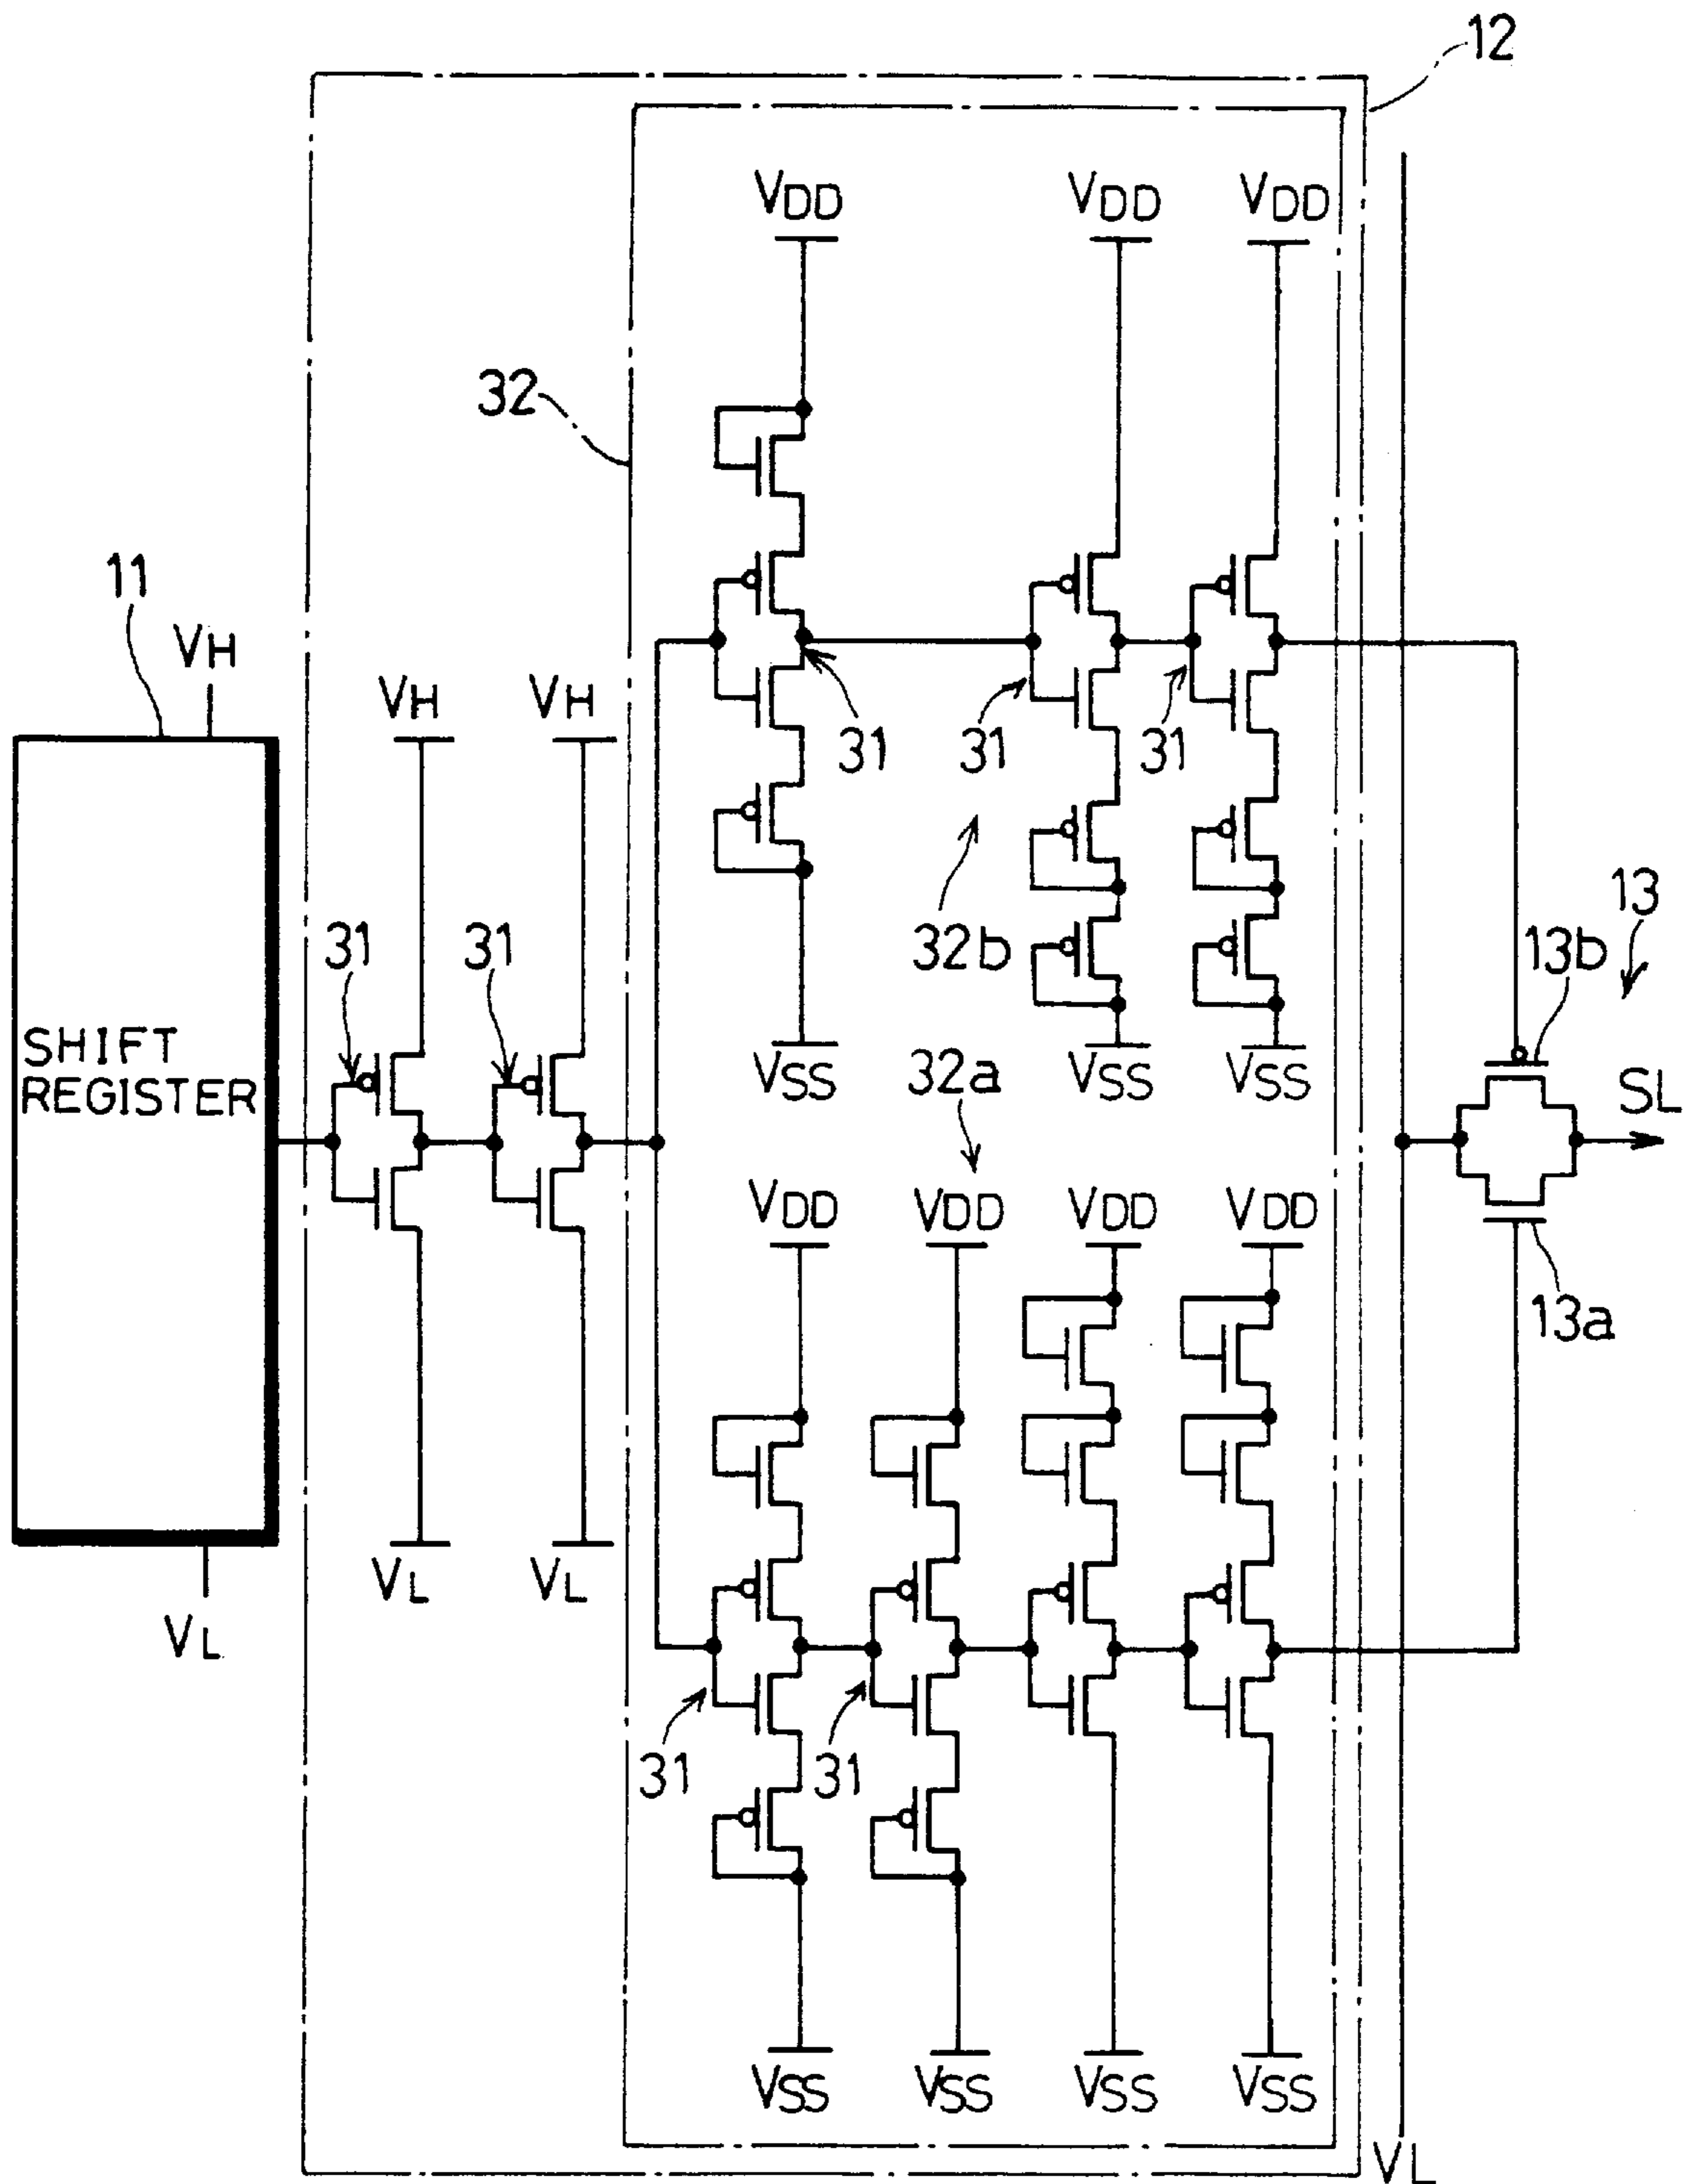 12
VDD VDD VDD
32
11
VH
VH VH
31 31 31
31 31
32b
13
13b
SHIFT
REGISTER
VSS VSS VSS
32a
SL
VDD VDD VDD VDD
13a
VL
VL VL
31 31
VSS VSS VSS VSS
VL